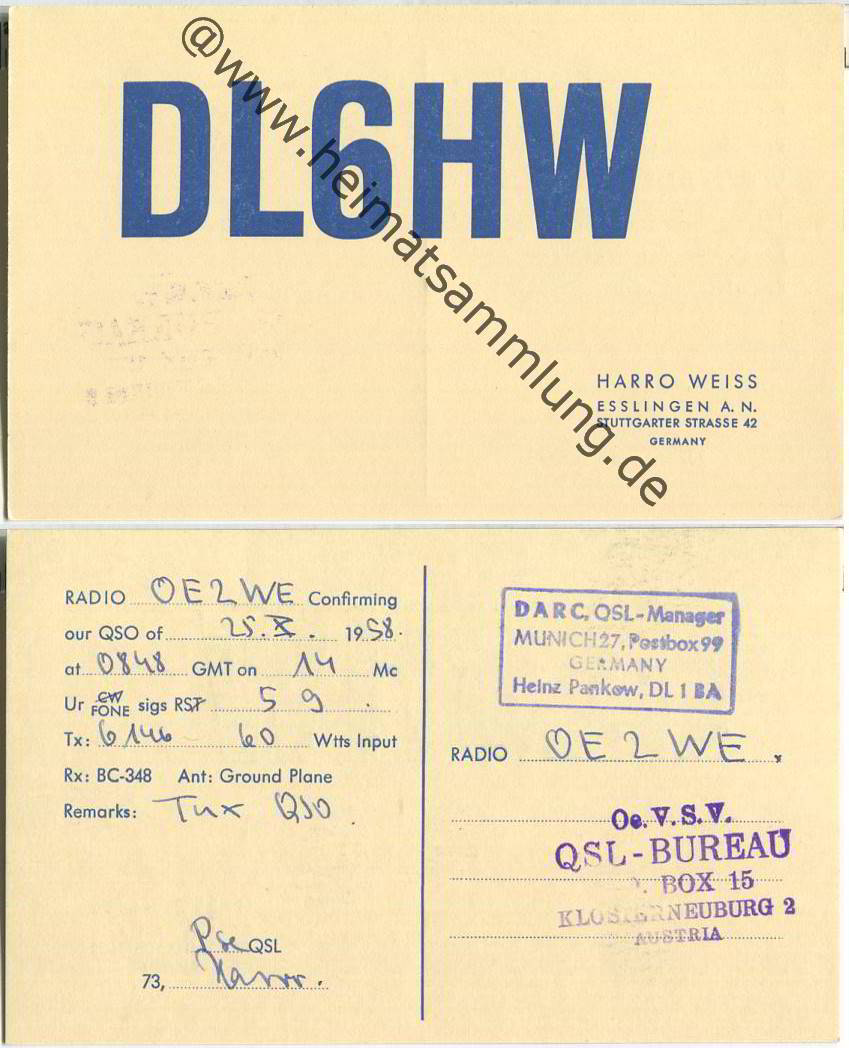 DL6HW
@www.heimatsammlung.de
HARRO WEISS
ESSLINGEN A. N.
STUTTGARTER STRASSE 42
GERMANY
RADIO OE2WE Confirming
our QSO of 25. X. 1958.
at 0848 GMT on 14 Mc
Ur CW FONE sigs RST 5 9 .
Tx: 6146 60 Wtts Input
Rx: BC-348 Ant: Ground Plane
Remarks: Tnx QSO .
Pse QSL
73, Harro.
DARC, QSL-Manager
MUNICH 27, Postbox 99
GERMANY
Heinz Pankow, DL 1 BA
RADIO OE2WE.
Oe. V. S. V.
QSL-BUREAU
. BOX 15
KLOSTERNEUBURG 2
AUSTRIA